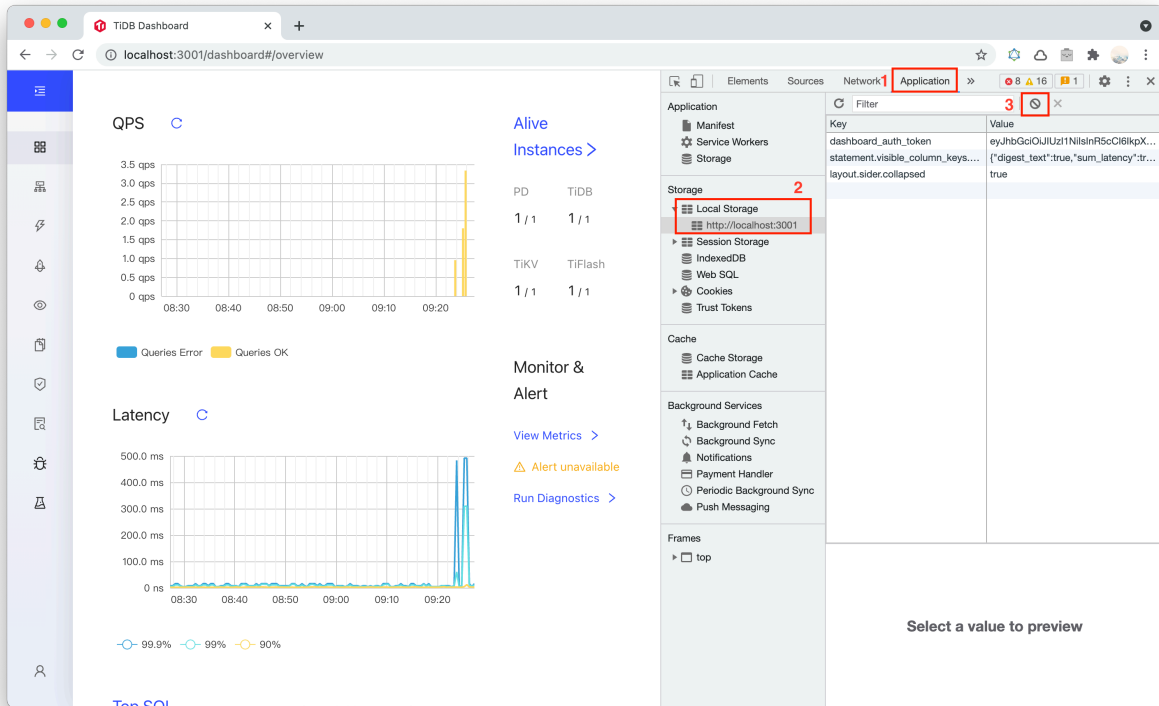 TiDB Dashboard
localhost:3001/dashboard#/overview
QPS
3.5 qps
3.0 qps
2.5 qps
2.0 qps
1.5 qps
1.0 qps
0.5 qps
0 qps
08:30 08:40 08:50 09:00 09:10 09:20
Queries Error Queries OK
Latency
500.0 ms
400.0 ms
300.0 ms
200.0 ms
100.0 ms
0 ns
08:30 08:40 08:50 09:00 09:10 09:20
99.9% 99% 90%
Top SQL
Alive
Instances >
PD TiDB
1 / 1 1 / 1
TiKV TiFlash
1 / 1 1 / 1
Monitor &
Alert
View Metrics >
Alert unavailable
Run Diagnostics >
Elements Sources Network 1 Application » 8 16 1
Application
Manifest
Service Workers
Storage
Storage 2
Local Storage
http://localhost:3001
Session Storage
IndexedDB
Web SQL
Cookies
Trust Tokens
Cache
Cache Storage
Application Cache
Background Services
Background Fetch
Background Sync
Notifications
Payment Handler
Periodic Background Sync
Push Messaging
Frames
top
Filter 3
Key Value
dashboard_auth_token eyJhbGciOiJIUzI1NiIsInR5cCI6IkpX...
statement.visible_column_keys.... {"digest_text":true,"sum_latency":tr...
layout.sider.collapsed true
Select a value to preview